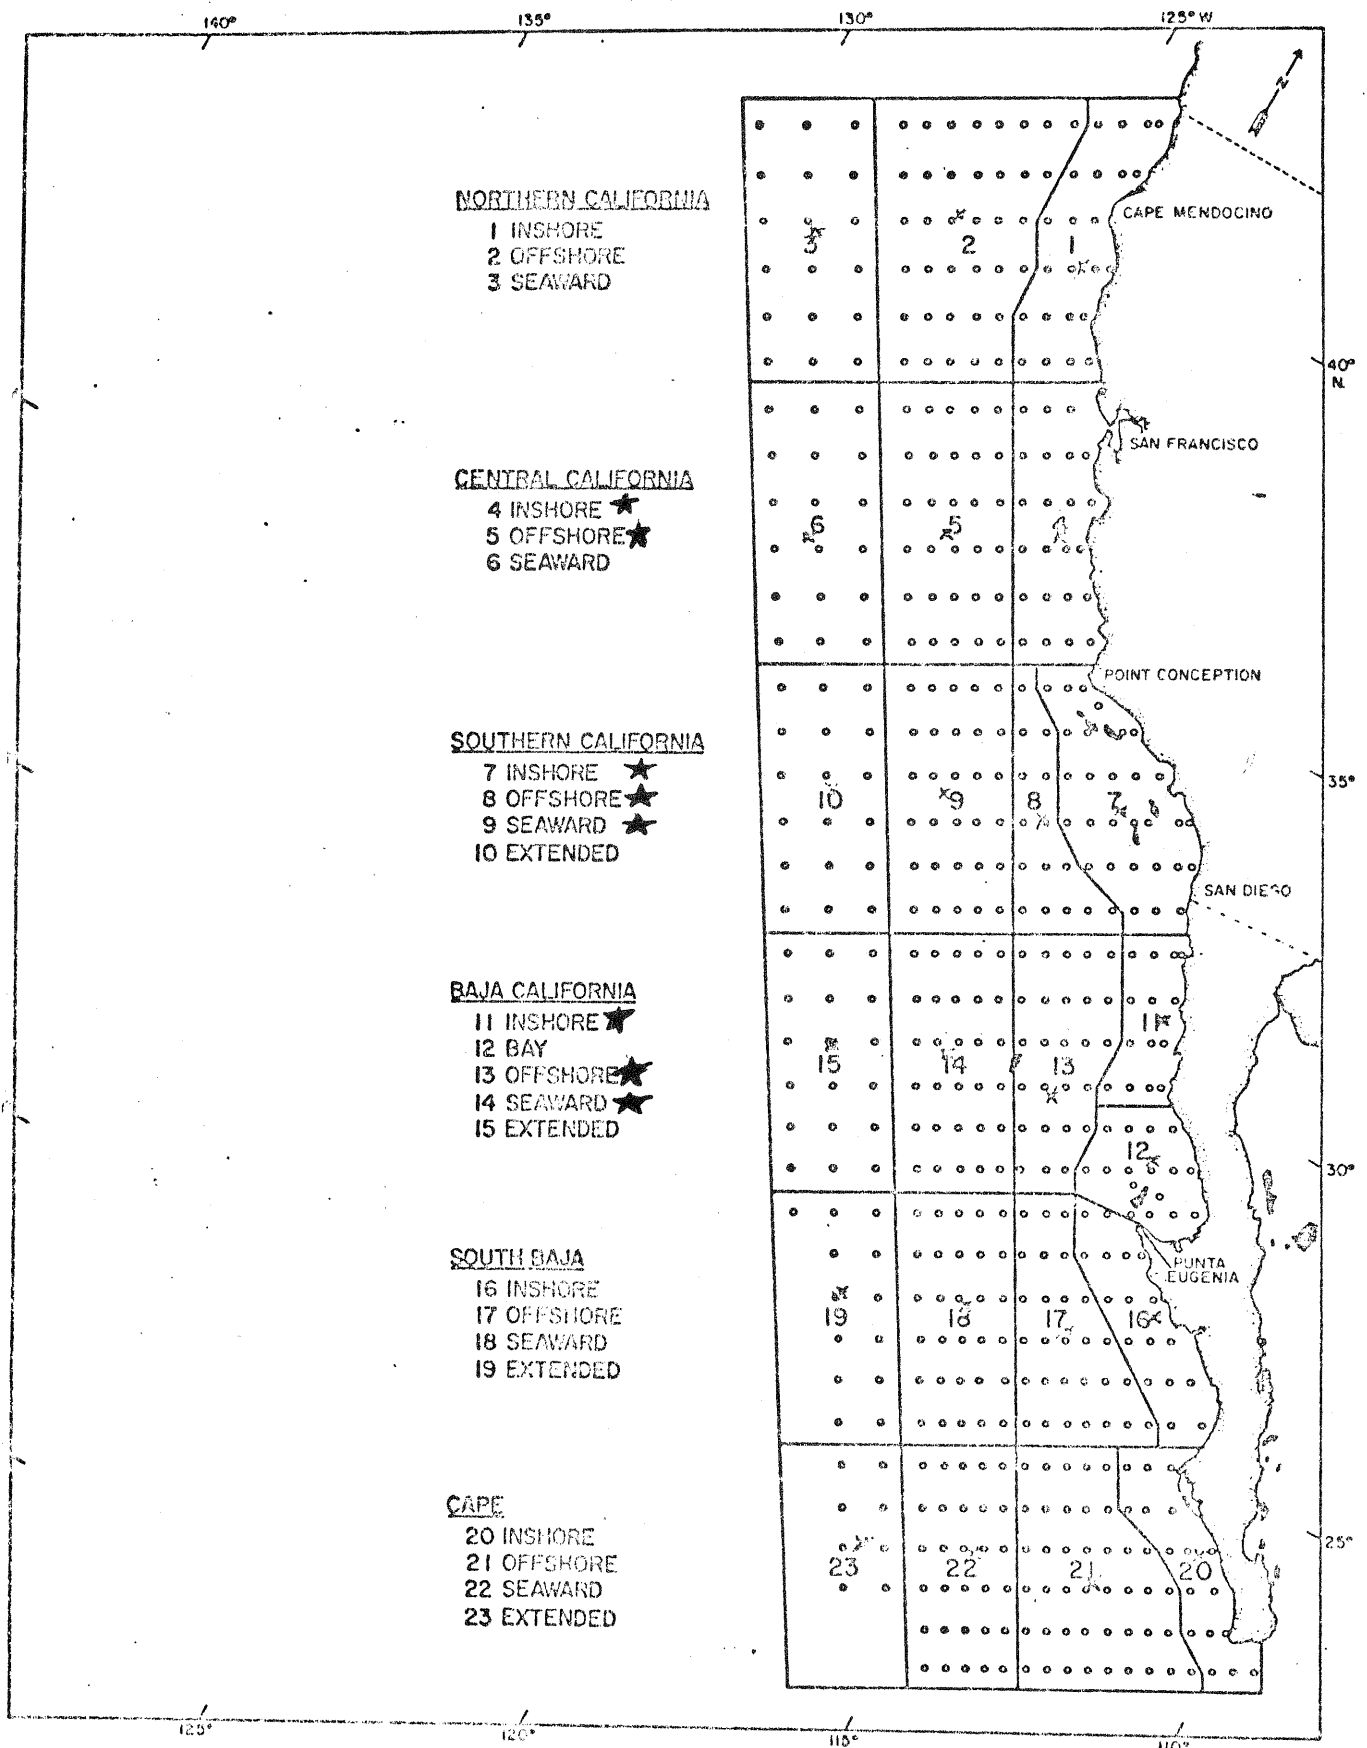 140° 135° 130° 125° W
N
NORTHERN CALIFORNIA
1 INSHORE
2 OFFSHORE
3 SEAWARD
3 2 1
CAPE MENDOCINO
40°
N.
SAN FRANCISCO
CENTRAL CALIFORNIA
4 INSHORE ★
5 OFFSHORE ★
6 SEAWARD
6 5 4
POINT CONCEPTION
SOUTHERN CALIFORNIA
7 INSHORE ★
8 OFFSHORE ★
9 SEAWARD ★
10 EXTENDED
35°
10 9 8 7
SAN DIEGO
BAJA CALIFORNIA
11 INSHORE ★
12 BAY
13 OFFSHORE ★
14 SEAWARD ★
15 EXTENDED
11
15 14 13
12
30°
SOUTH BAJA
16 INSHORE
17 OFFSHORE
18 SEAWARD
19 EXTENDED
PUNTA
EUGENIA
19 18 17 16
CAPE
20 INSHORE
21 OFFSHORE
22 SEAWARD
23 EXTENDED
25°
23 22 21 20
125° 120° 115° 110°